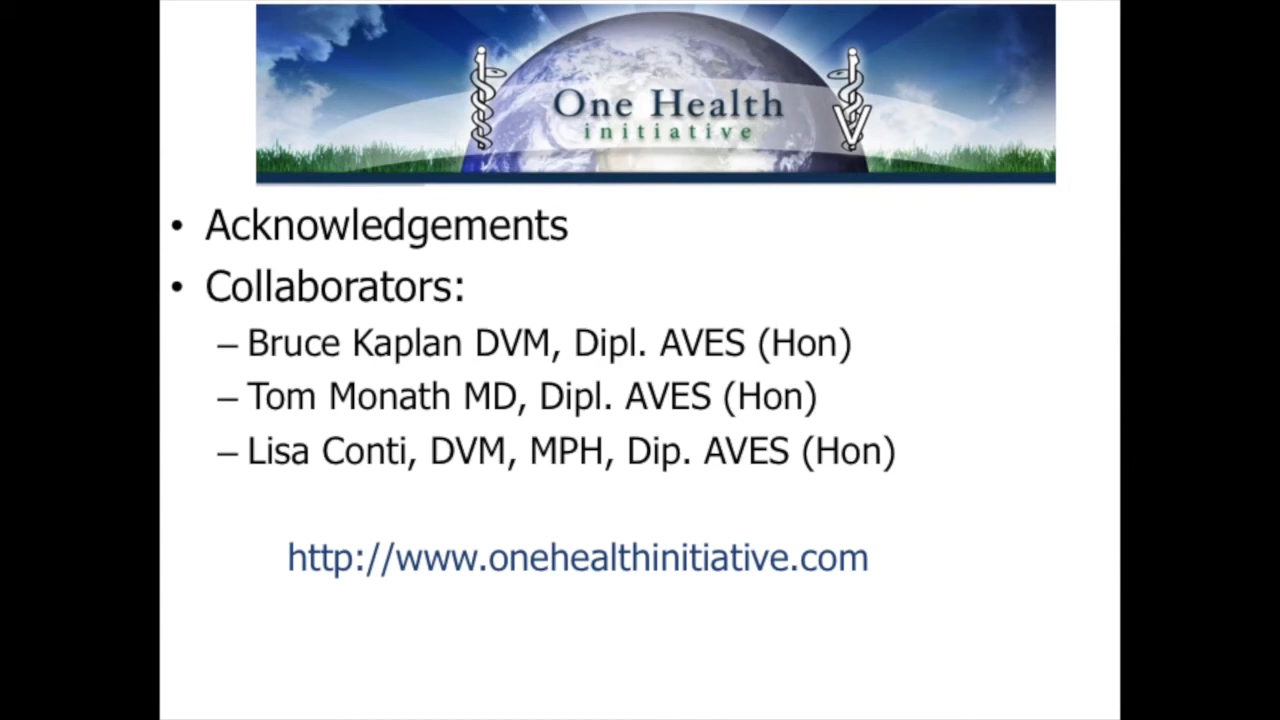 One Health
initiative
• Acknowledgements
• Collaborators:
– Bruce Kaplan DVM, Dipl. AVES (Hon)
– Tom Monath MD, Dipl. AVES (Hon)
– Lisa Conti, DVM, MPH, Dip. AVES (Hon)
http://www.onehealthinitiative.com